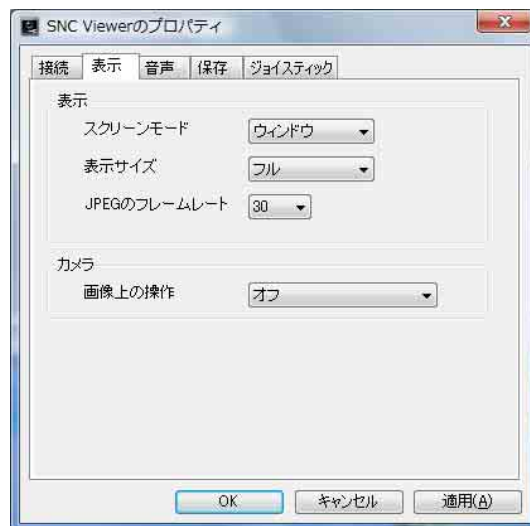 SNC Viewerのプロパティ
接続 表示 音声 保存 ジョイスティック
表示
スクリーンモード ウィンドウ
表示サイズ フル
JPEGのフレームレート 30
カメラ
画像上の操作 オフ
OK キャンセル 適用(A)